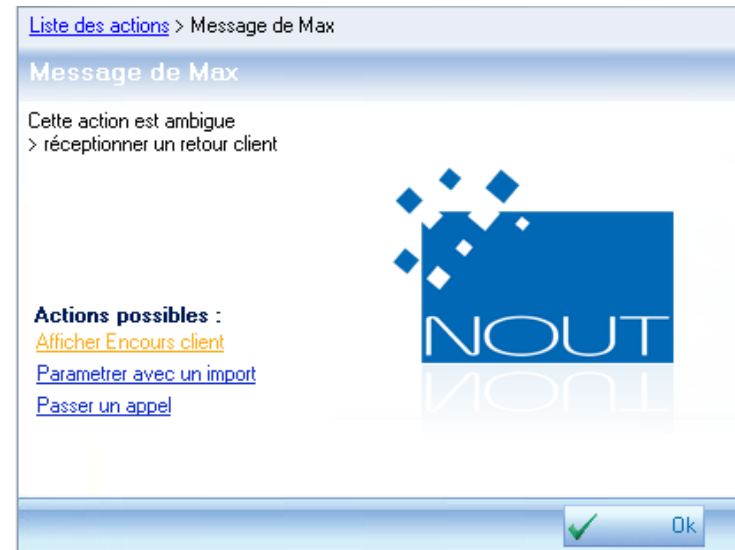 Liste des actions > Message de Max
Message de Max
Cette action est ambigue
> réceptionner un retour client
NOUT
Actions possibles :
Afficher Encours client
Parametrer avec un import
Passer un appel
Ok